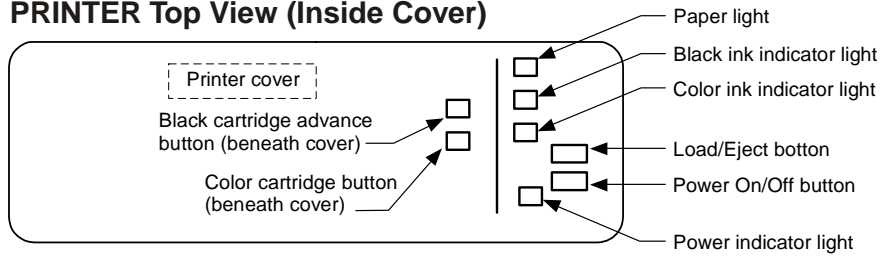 PRINTER Top View (Inside Cover)
Printer cover
Black cartridge advance
button (beneath cover)
Color cartridge button
(beneath cover)
Paper light
Black ink indicator light
Color ink indicator light
Load/Eject botton
Power On/Off button
Power indicator light